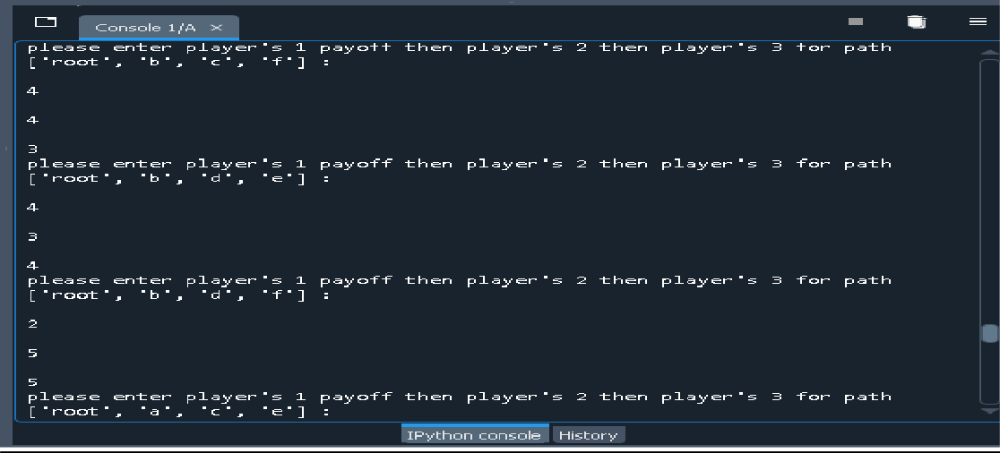 Console 1/A ×
please enter player's 1 payoff then player's 2 then player's 3 for path
['root', 'b', 'c', 'f'] :
4
4
3
please enter player's 1 payoff then player's 2 then player's 3 for path
['root', 'b', 'd', 'e'] :
4
3
4
please enter player's 1 payoff then player's 2 then player's 3 for path
['root', 'b', 'd', 'f'] :
2
5
5
please enter player's 1 payoff then player's 2 then player's 3 for path
['root', 'a', 'c', 'e'] :
IPython console History